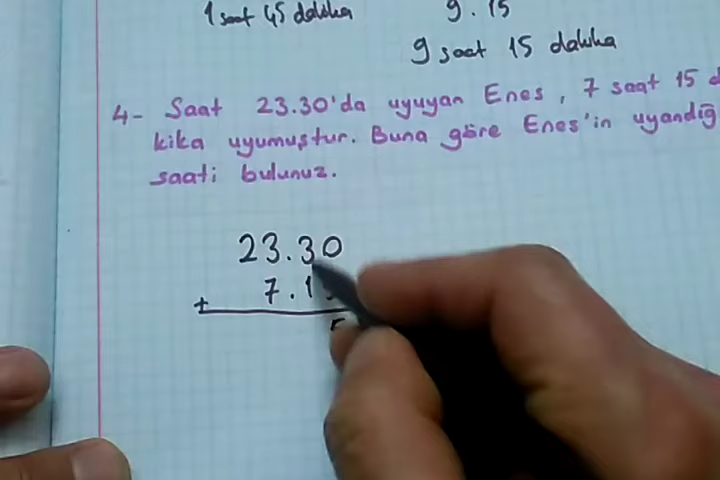 1 saat 45 dakika
9.15
9 saat 15 dakika
4- Saat 23.30'da uyuyan Enes, 7 saat 15 d
kika uyumuştur. Buna göre Enes'in uyandığ
saati bulunuz.
23.30
7.1
+
5